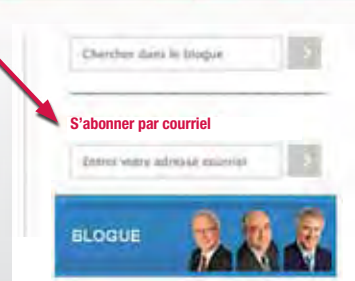 Chercher dans le blogue
S'abonner par courriel
Entrez votre adresse courriel
BLOGUE